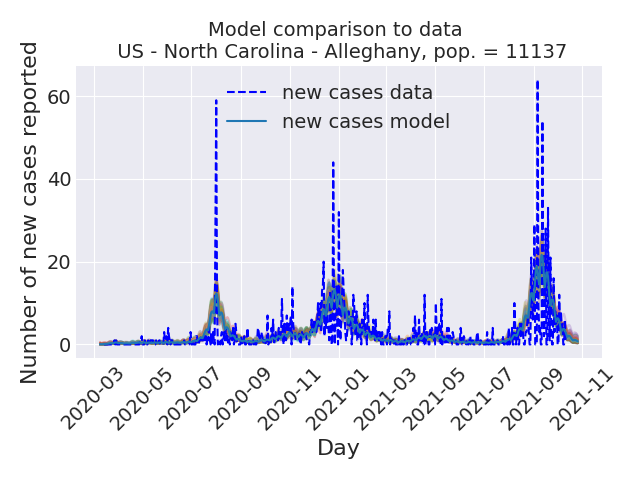 Model comparison to data
US - North Carolina - Alleghany, pop. = 11137
Number of new cases reported
60
40
20
0
new cases data
new cases model
2020-03
2020-05
2020-07
2020-09
2020-11
2021-01
2021-03
2021-05
2021-07
2021-09
2021-11
Day